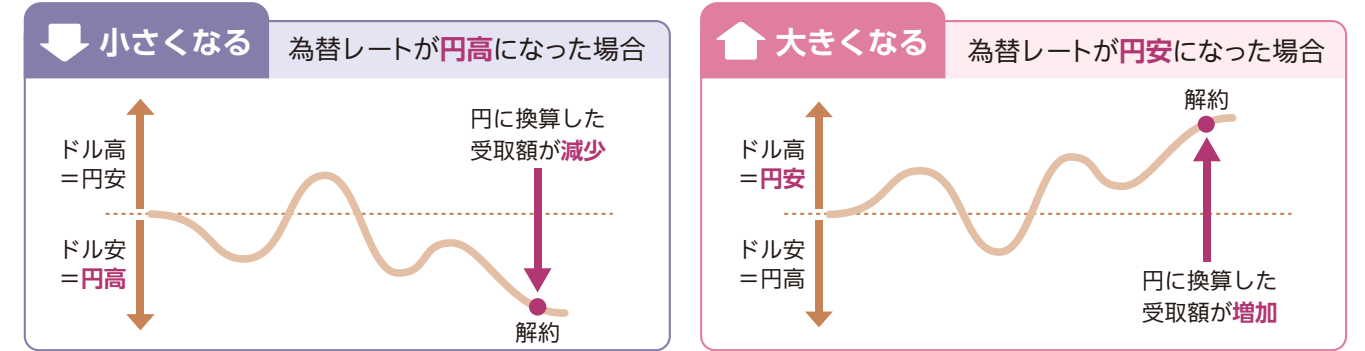 小さくなる
為替レートが円高になった場合
ドル高
＝円安
ドル安
＝円高
円に換算した
受取額が減少
解約
大きくなる
為替レートが円安になった場合
ドル高
＝円安
ドル安
＝円高
解約
円に換算した
受取額が増加